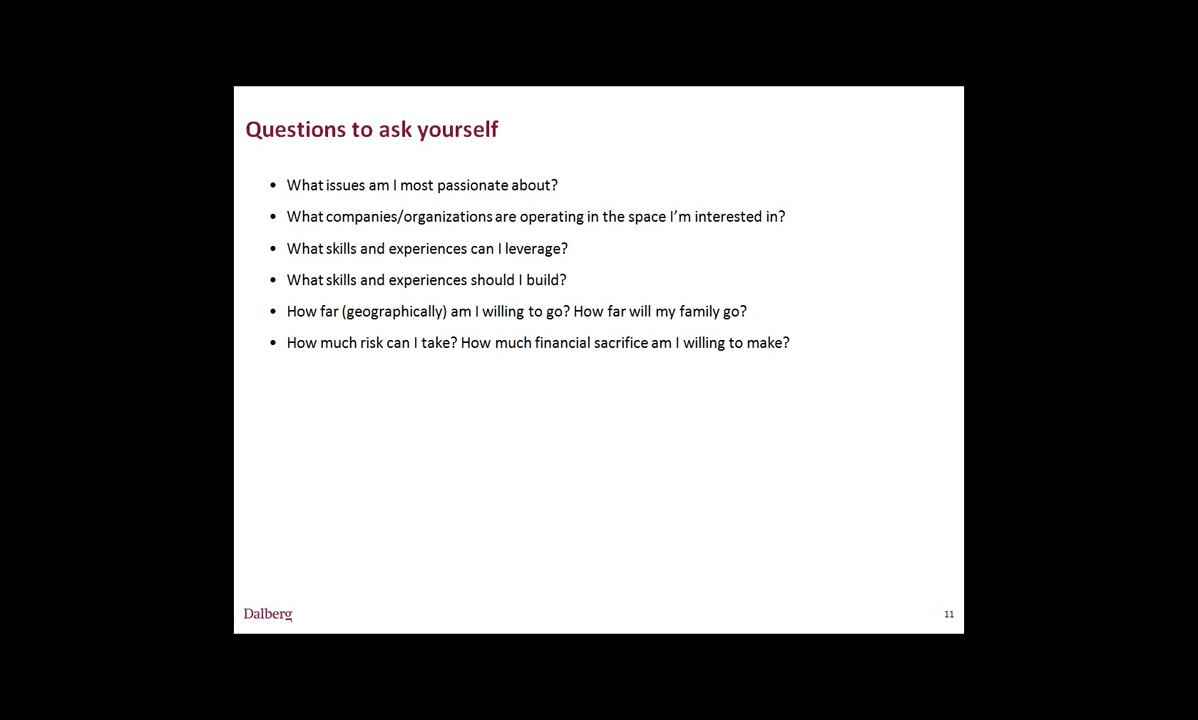 Questions to ask yourself
• What issues am I most passionate about?
• What companies/organizations are operating in the space I’m interested in?
• What skills and experiences can I leverage?
• What skills and experiences should I build?
• How far (geographically) am I willing to go? How far will my family go?
• How much risk can I take? How much financial sacrifice am I willing to make?
Dalberg
11